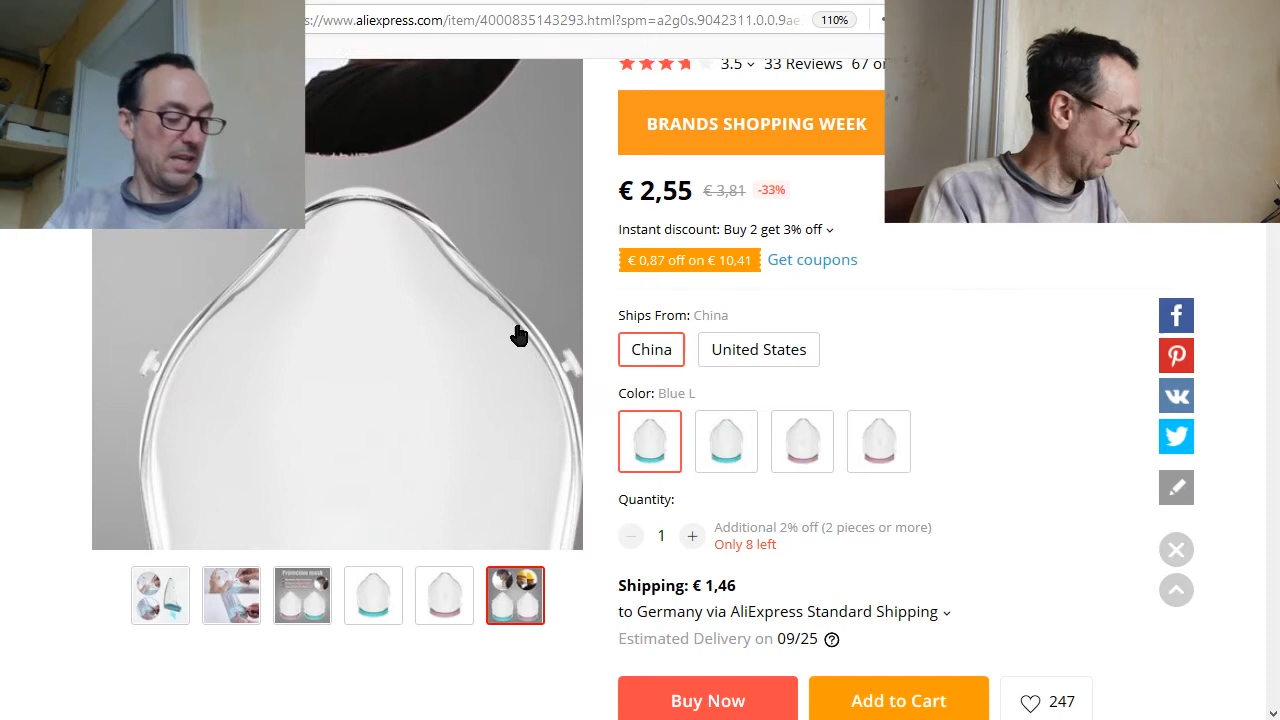 s://www.aliexpress.com/item/4000835143293.html?spm=a2g0s.9042311.0.0.9ae
110%
3.5 33 Reviews 67 or
BRANDS SHOPPING WEEK
€ 2,55 € 3,81 -33%
Instant discount: Buy 2 get 3% off
€ 0,87 off on € 10,41 Get coupons
Ships From: China
China United States
Color: Blue L
Quantity:
1
Additional 2% off (2 pieces or more)
Only 8 left
Protective mask
Shipping: € 1,46
to Germany via AliExpress Standard Shipping
Estimated Delivery on 09/25
Buy Now Add to Cart 247